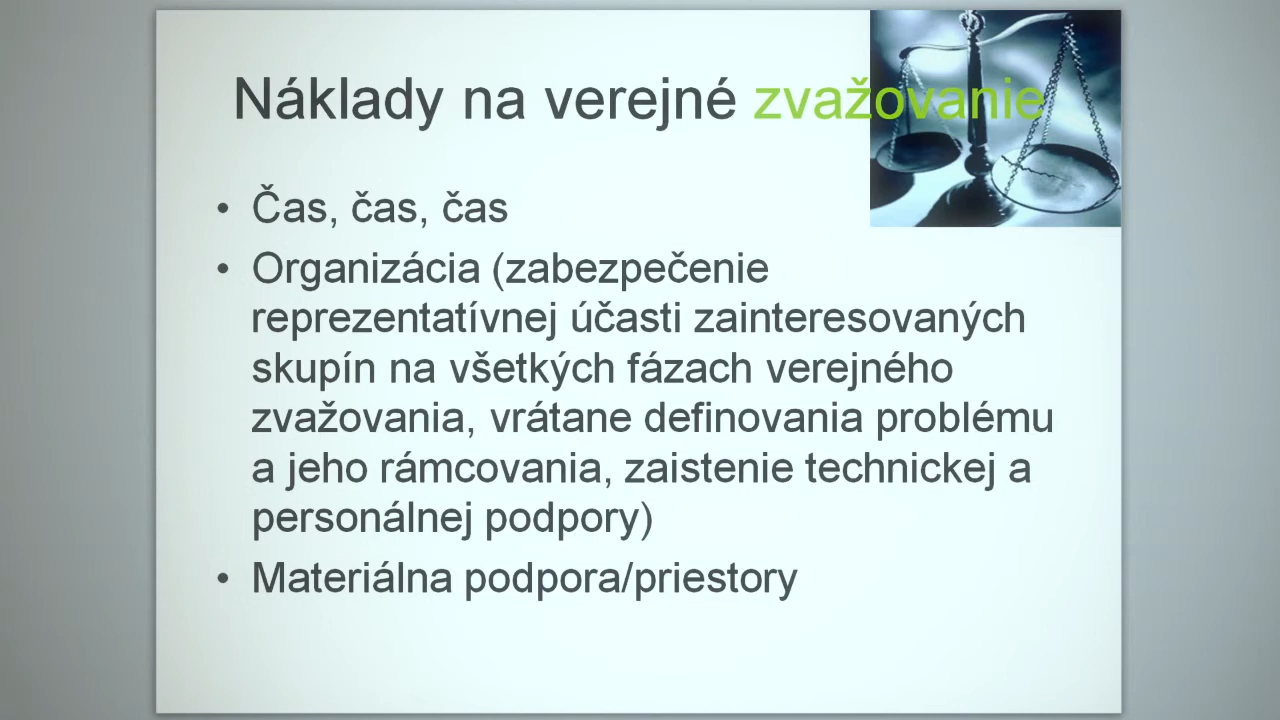 Náklady na verejné zvažovanie
• Čas, čas, čas
• Organizácia (zabezpečenie
reprezentatívnej účasti zainteresovaných
skupín na všetkých fázach verejného
zvažovania, vrátane definovania problému
a jeho rámcovania, zaistenie technickej a
personálnej podpory)
• Materiálna podpora/priestory